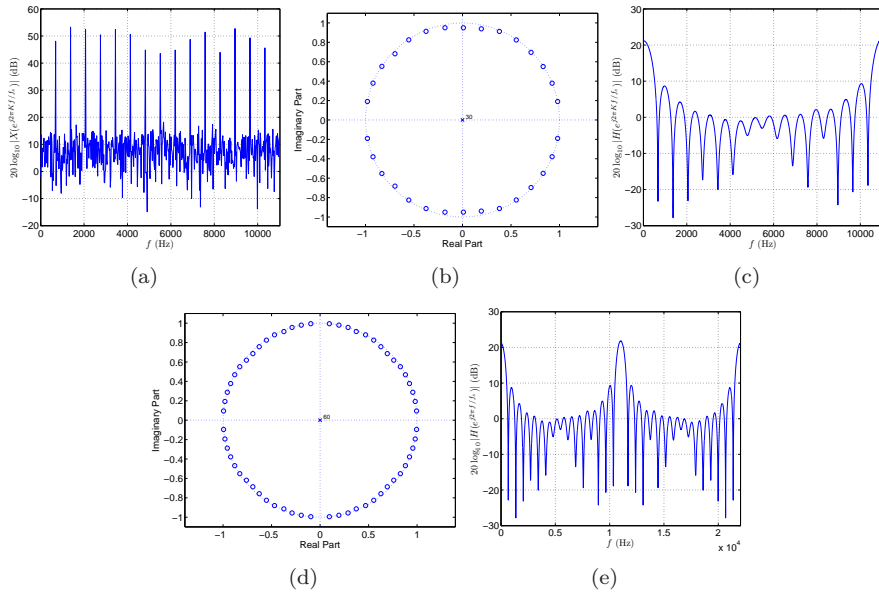 60
50
40
30
20
10
0
−10
−20
0 2000 4000 6000 8000 10000
f (Hz)
20 log₁₀ |X(e^{j2πKf/fₛ})| (dB)
(a)
1
0.8
0.6
0.4
0.2
0
−0.2
−0.4
−0.6
−0.8
−1
−1 −0.5 0 0.5 1
Real Part
Imaginary Part
30
(b)
30
20
10
0
−10
−20
−30
0 2000 4000 6000 8000 10000
f (Hz)
20 log₁₀ |H(e^{j2πKf/fₛ})| (dB)
(c)
1
0.8
0.6
0.4
0.2
0
−0.2
−0.4
−0.6
−0.8
−1
−1 −0.5 0 0.5 1
Real Part
Imaginary Part
60
(d)
30
20
10
0
−10
−20
−30
0 0.5 1 1.5 2
x 10⁴
f (Hz)
20 log₁₀ |H(e^{j2πf/fₛ})| (dB)
(e)